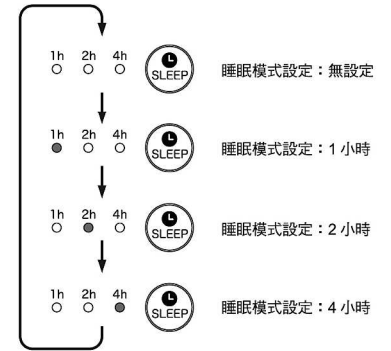 1h 2h 4h
SLEEP
睡眠模式設定：無設定
1h 2h 4h
SLEEP
睡眠模式設定：1 小時
1h 2h 4h
SLEEP
睡眠模式設定：2 小時
1h 2h 4h
SLEEP
睡眠模式設定：4 小時